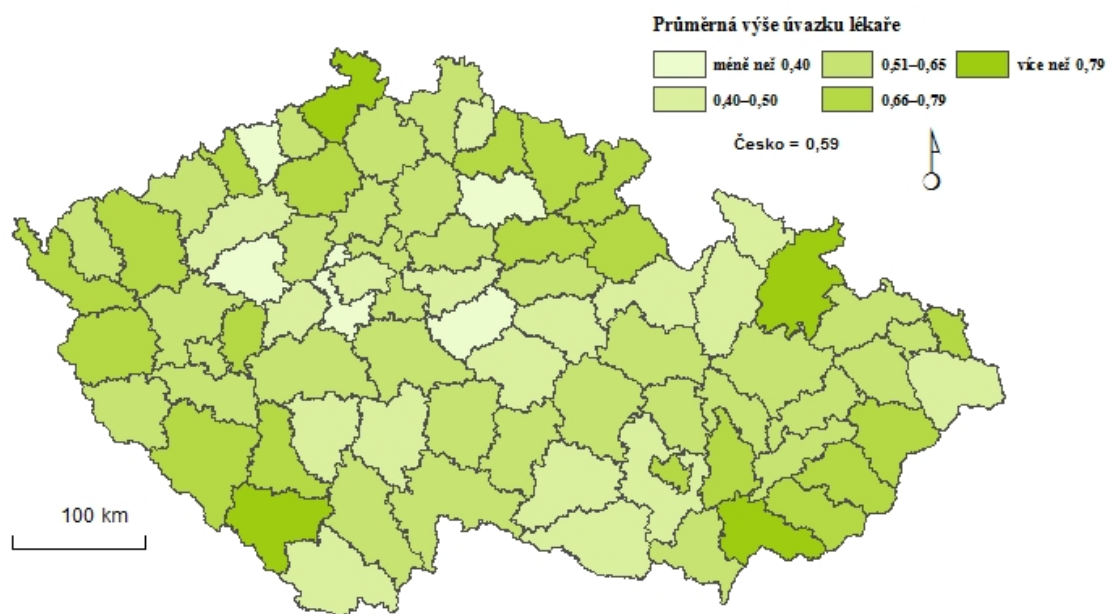 Průměrná výše úvazku lékaře
méně než 0,40
0,51–0,65
více než 0,79
0,40–0,50
0,66–0,79
Česko = 0,59
100 km